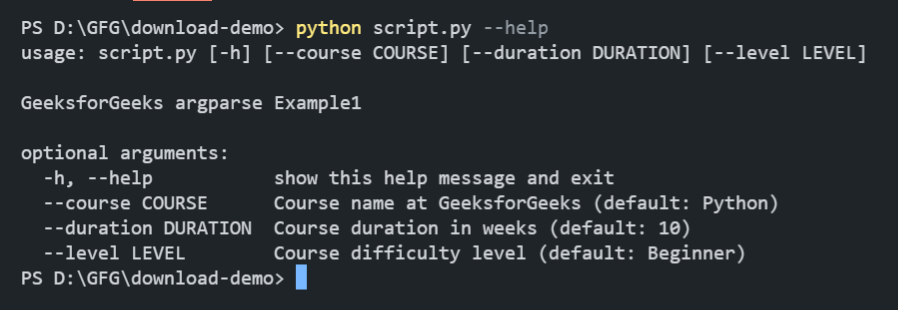 PS D:\GFG\download-demo> python script.py --help
usage: script.py [-h] [--course COURSE] [--duration DURATION] [--level LEVEL]

GeeksforGeeks argparse Example1

optional arguments:
  -h, --help           show this help message and exit
  --course COURSE      Course name at GeeksforGeeks (default: Python)
  --duration DURATION  Course duration in weeks (default: 10)
  --level LEVEL        Course difficulty level (default: Beginner)
PS D:\GFG\download-demo>